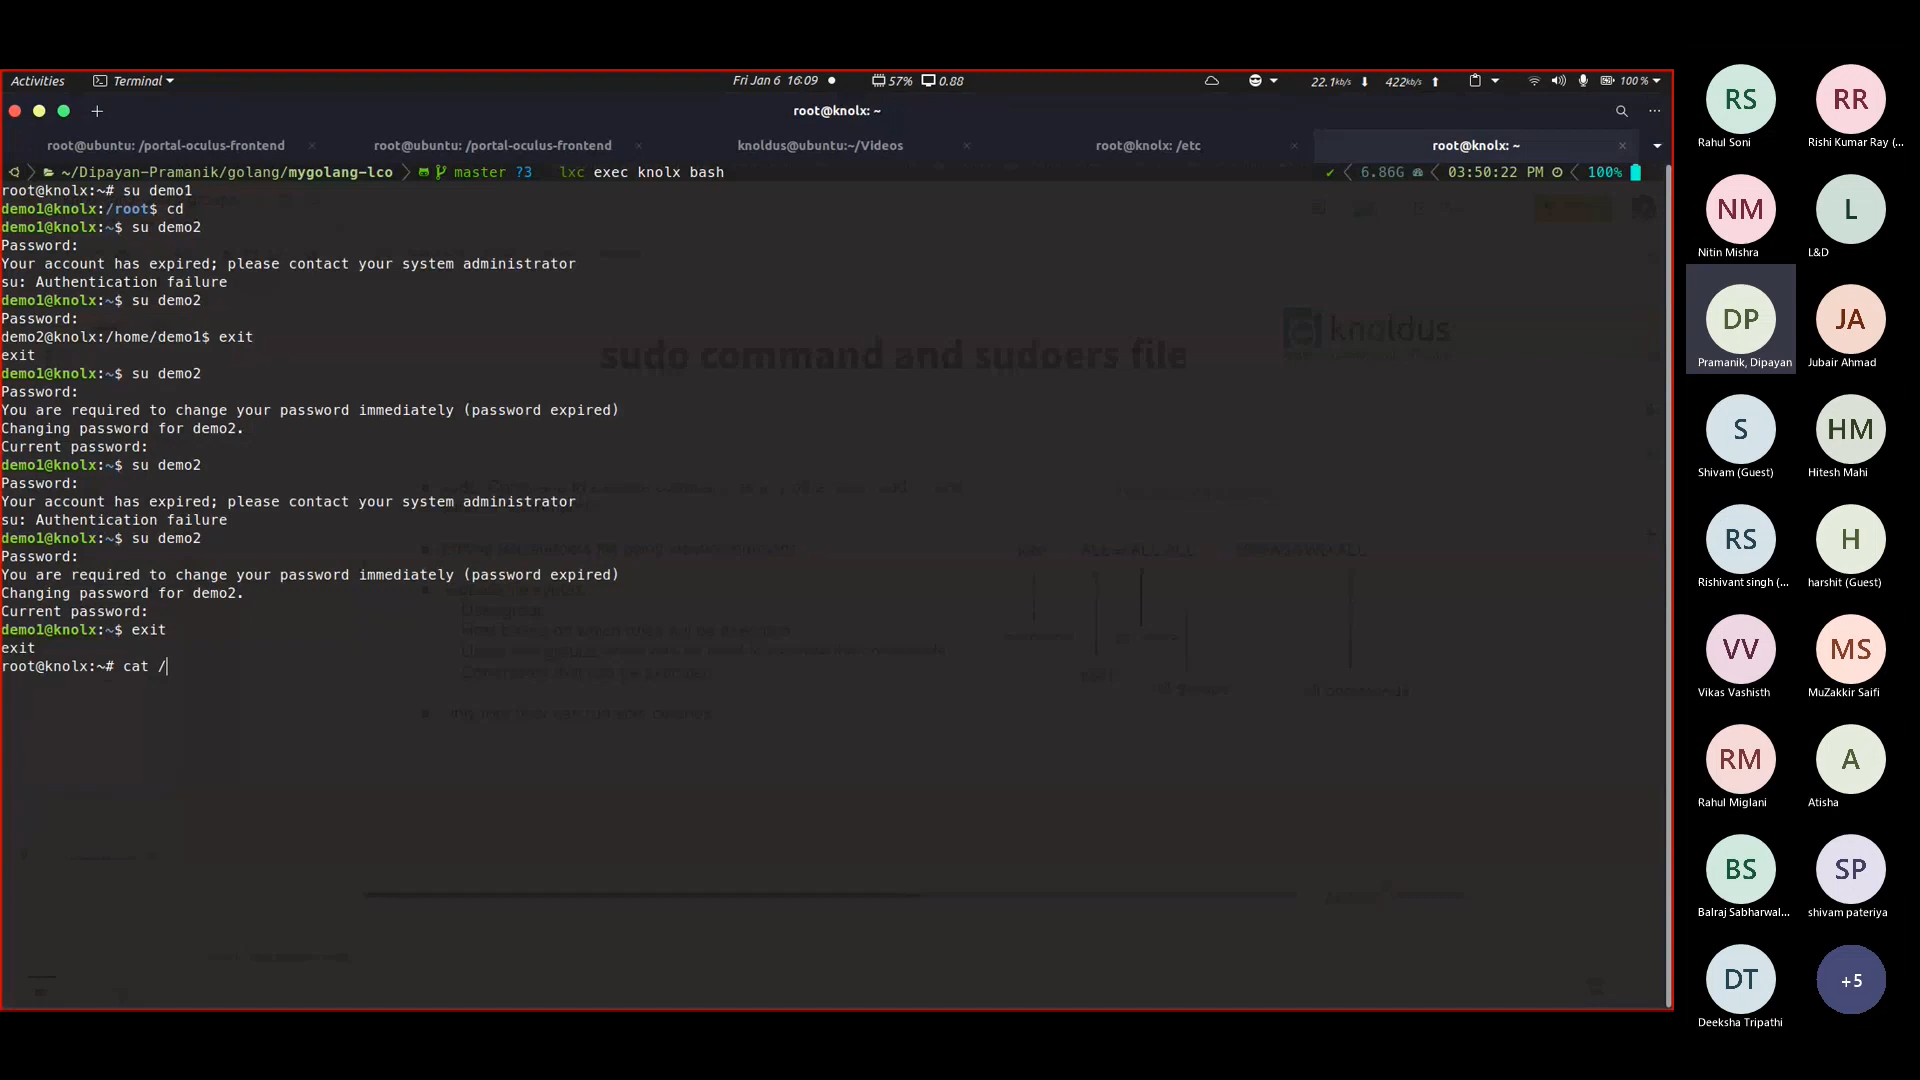 Activities Terminal Fri Jan 6 16:09 57% 0.88 22.1kb/s 422kb/s 100 %
root@knolx: ~
root@ubuntu: /portal-oculus-frontend root@ubuntu: /portal-oculus-frontend knoldus@ubuntu:~/Videos root@knolx: /etc root@knolx: ~
~/Dipayan-Pramanik/golang/mygolang-lco master ?3 lxc exec knolx bash 6.86G 03:50:22 PM 100%
root@knolx:~# su demo1
demo1@knolx:/root$ cd
demo1@knolx:~$ su demo2
Password:
Your account has expired; please contact your system administrator
su: Authentication failure
demo1@knolx:~$ su demo2
Password:
demo2@knolx:/home/demo1$ exit
exit
demo1@knolx:~$ su demo2
Password:
You are required to change your password immediately (password expired)
Changing password for demo2.
Current password:
demo1@knolx:~$ su demo2
Password:
Your account has expired; please contact your system administrator
su: Authentication failure
demo1@knolx:~$ su demo2
Password:
You are required to change your password immediately (password expired)
Changing password for demo2.
Current password:
demo1@knolx:~$ exit
exit
root@knolx:~# cat /
knoldus
sudo command and sudoers file
RS RR
Rahul Soni Rishi Kumar Ray (...
NM L
Nitin Mishra L&D
DP JA
Pramanik, Dipayan Jubair Ahmad
S HM
Shivam (Guest) Hitesh Mahi
RS H
Rishivant singh (... harshit (Guest)
VV MS
Vikas Vashisth MuZakkir Saifi
RM A
Rahul Miglani Atisha
BS SP
Balraj Sabharwal... shivam pateriya
DT +5
Deeksha Tripathi